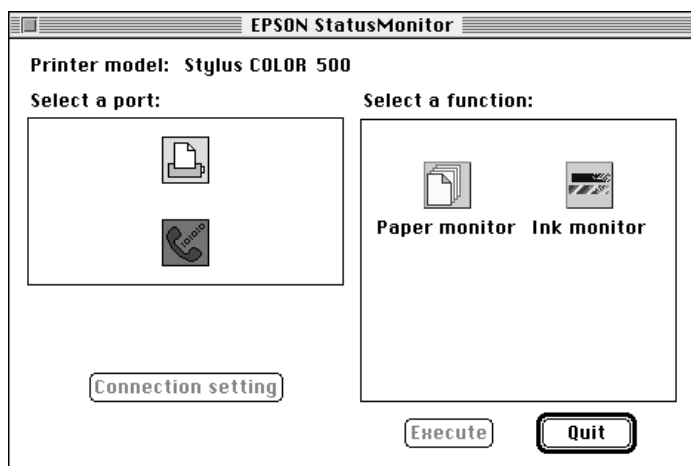 EPSON StatusMonitor
Printer model: Stylus COLOR 500
Select a port:
Select a function:
Paper monitor Ink monitor
Connection setting
Execute Quit